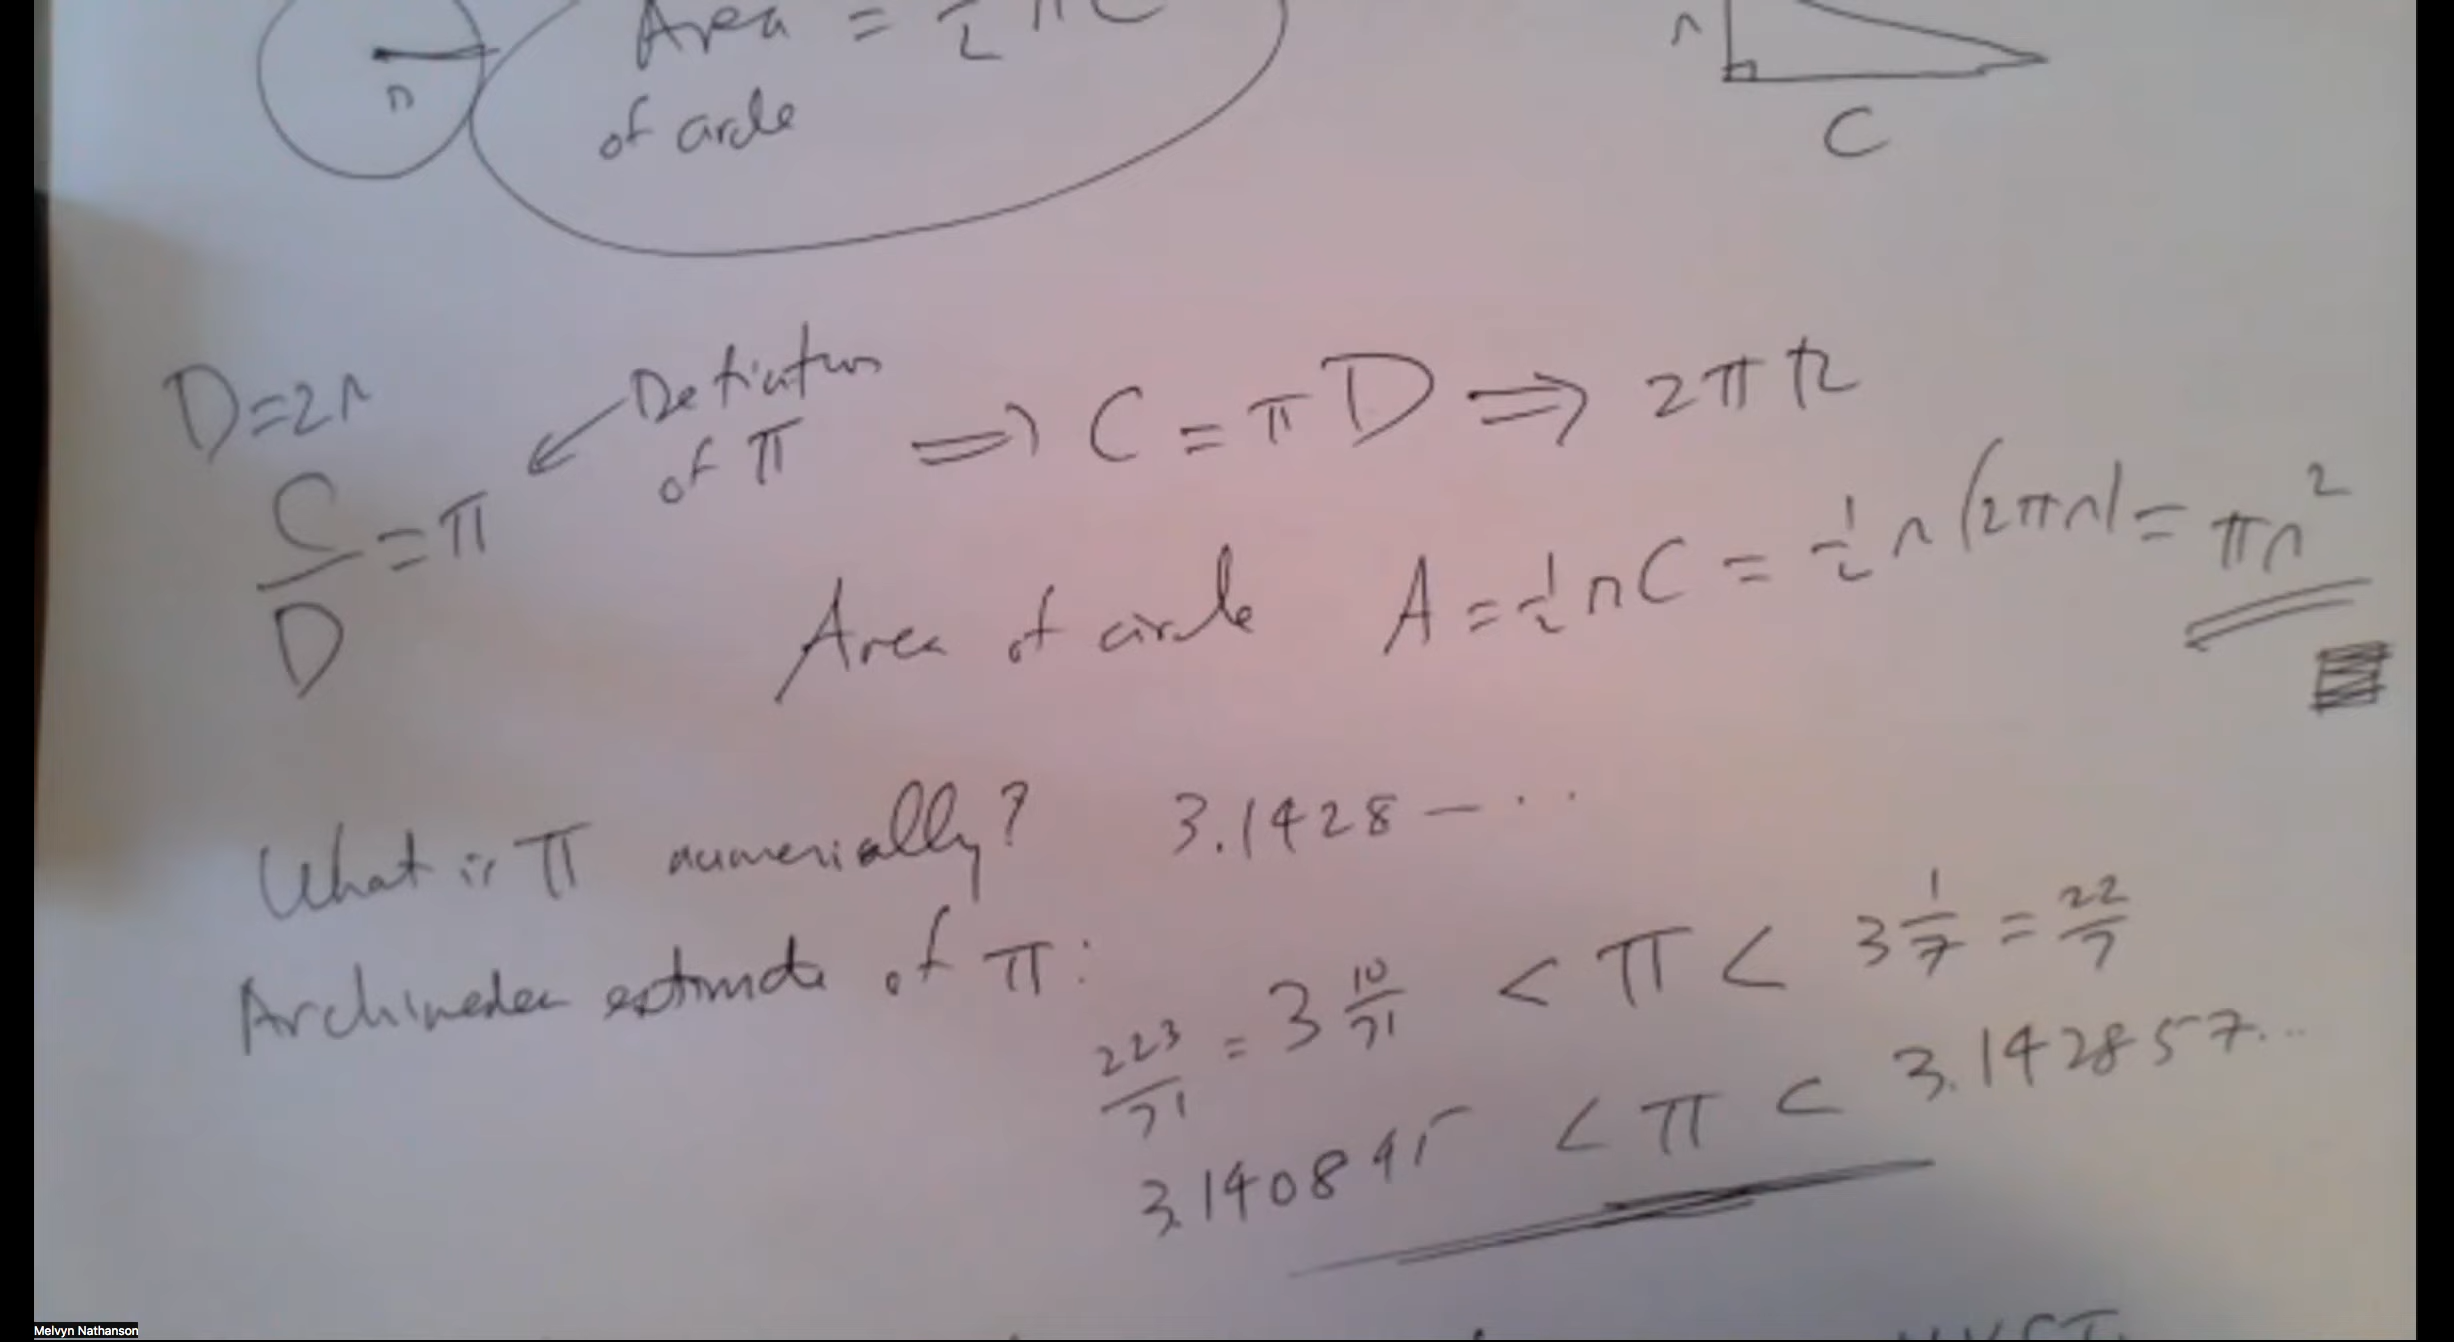 Area = 1/2 r C
of circle
r
r
C
D=2r
C/D = π
Definition
of π
⇒ C = π D ⇒ 2πr
Area of circle A = 1/2 r C = 1/2 r (2πr) = πr²
What is π numerically? 3.1428 — ...
Archimedes estimate of π:
223/71 = 3 10/71 < π < 3 1/7 = 22/7
3.140845 < π < 3.142857...
Melvyn Nathanson